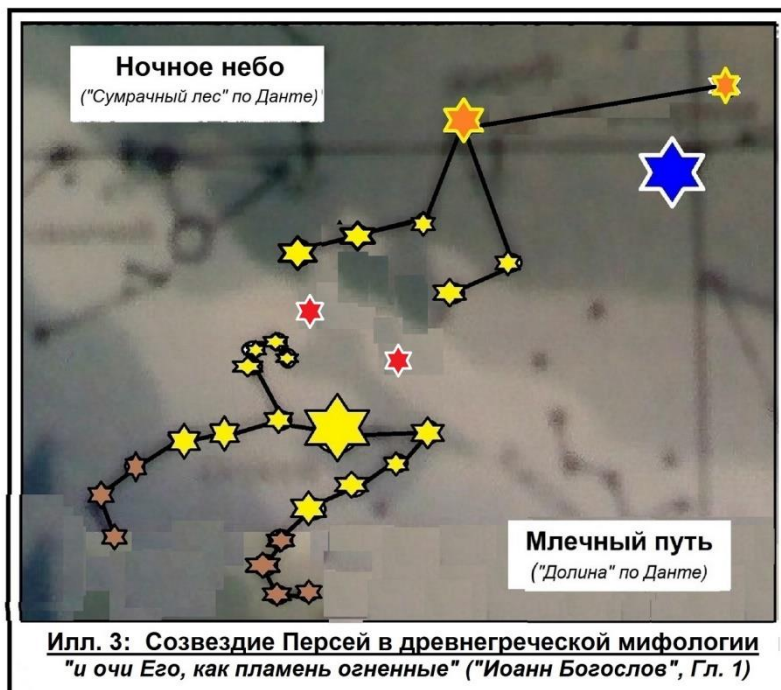 Ночное небо
("Сумрачный лес" по Данте)
Млечный путь
("Долина" по Данте)
Илл. 3: Созвездие Персей в древнегреческой мифологии
"и очи Его, как пламень огненные" ("Иоанн Богослов", Гл. 1)